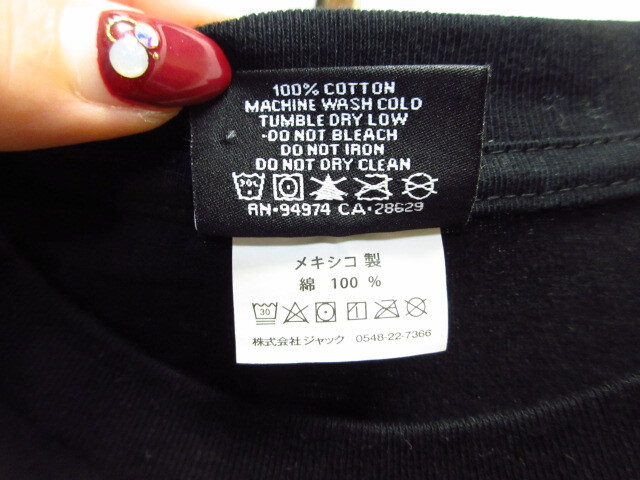 100% COTTON
MACHINE WASH COLD
TUMBLE DRY LOW
·DO NOT BLEACH
DO NOT IRON
DO NOT DRY CLEAN
RN·94974 CA·28629
メキシコ 製
綿 100 %
30
株式会社 ジャック 0548-22-7366